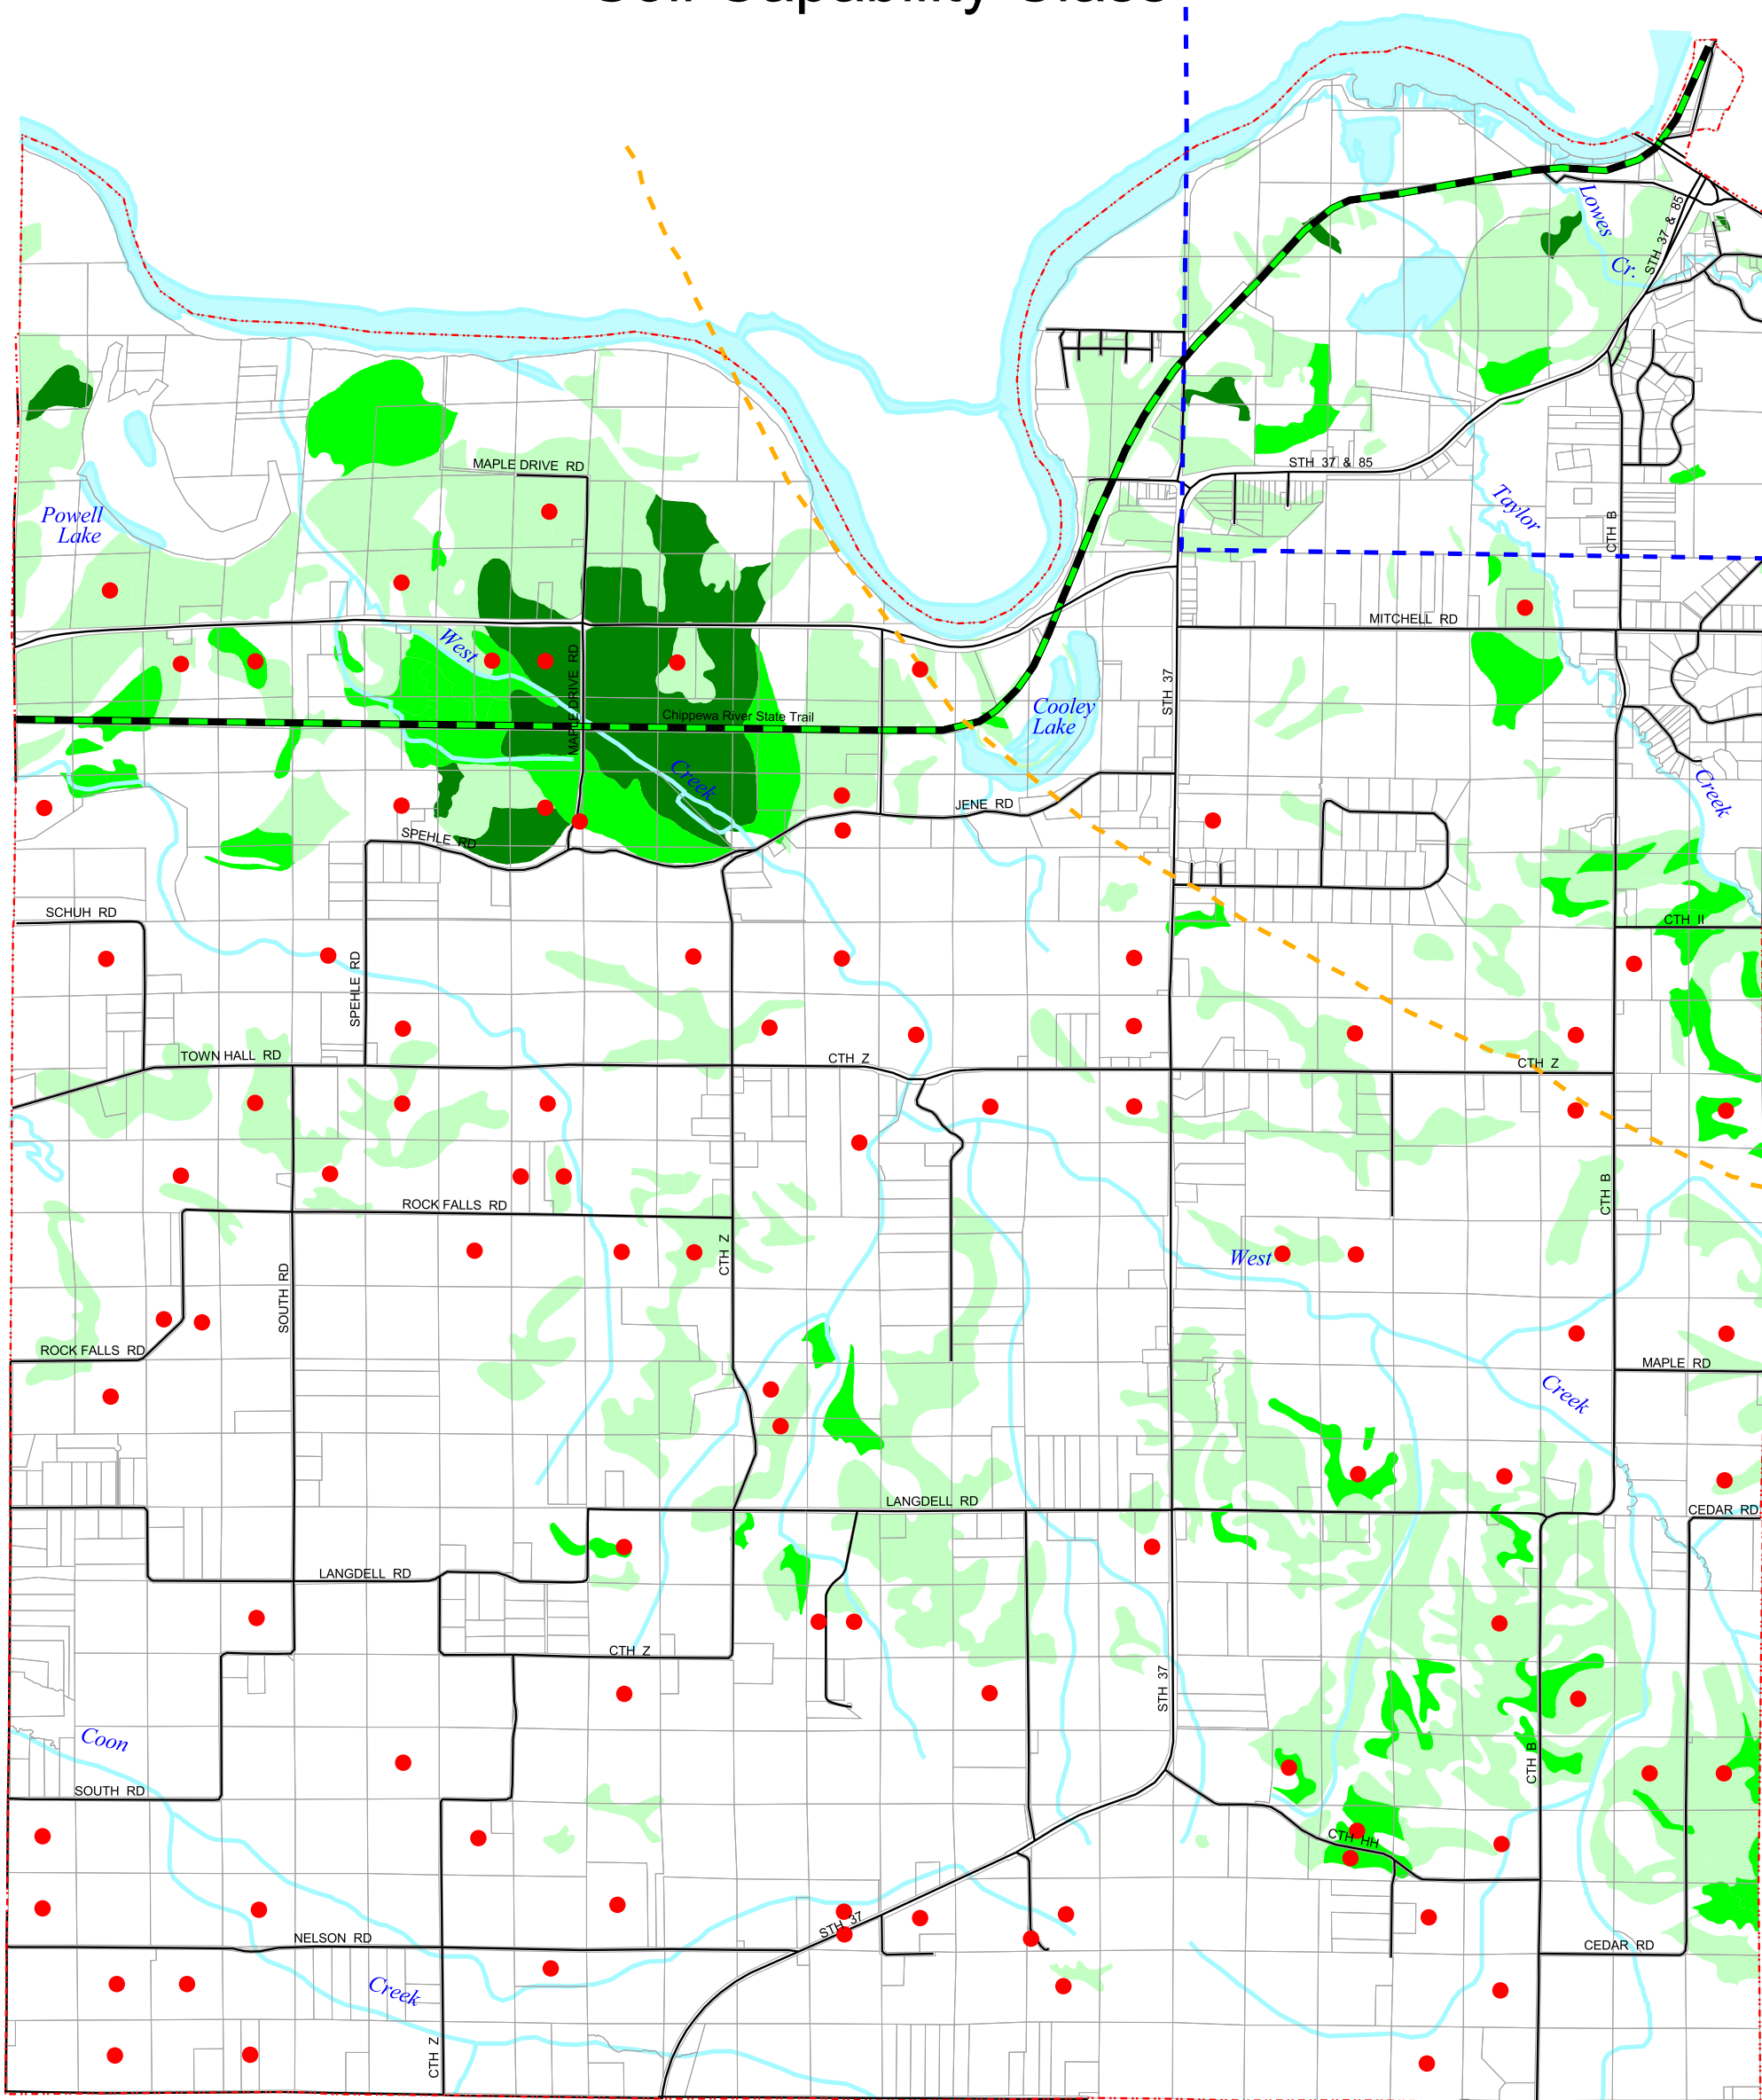 Soil Capability Class
Lowes
Cr.
STH 37 & 85
MAPLE DRIVE RD
STH 37 & 85
Powell
Lake
Taylor
CTH B
MITCHELL RD
West
MAPLE DRIVE RD
STH 37
Chippewa River State Trail
Cooley
Lake
Creek
Creek
JENE RD
SPEHLE RD
SCHUH RD
CTH II
SPEHLE RD
TOWN HALL RD
CTH Z
CTH Z
ROCK FALLS RD
CTH B
CTH Z
West
SOUTH RD
ROCK FALLS RD
MAPLE RD
Creek
LANGDELL RD
CEDAR RD
LANGDELL RD
CTH Z
STH 37
Coon
CTH B
SOUTH RD
CTH HH
STH 37
NELSON RD
CEDAR RD
Creek
CTH Z